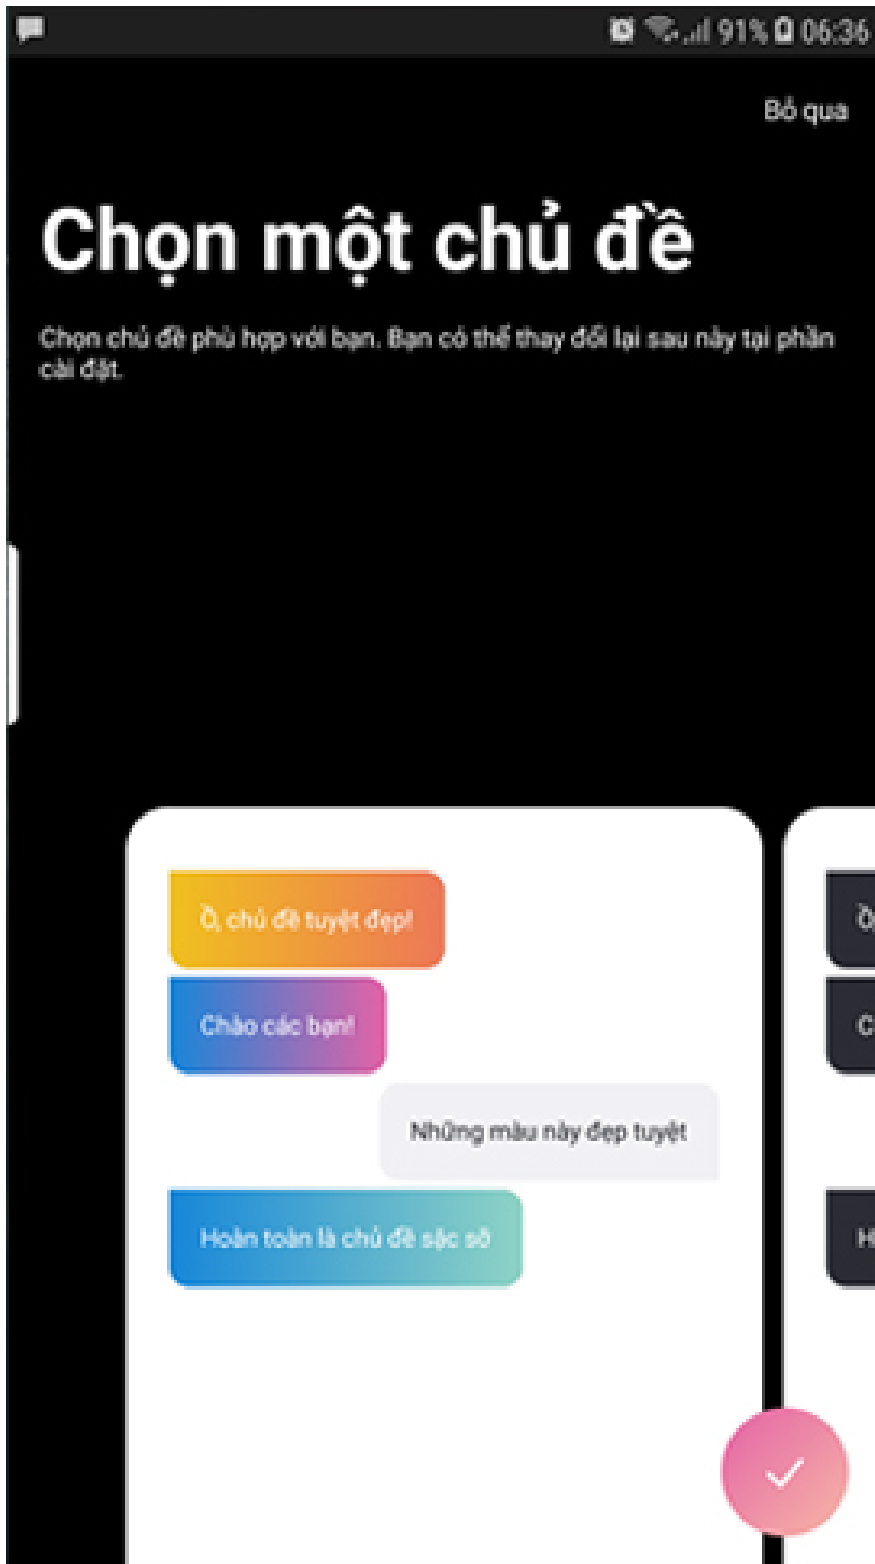 91% 06:36
Bỏ qua
Chọn một chủ đề
Chọn chủ đề phù hợp với bạn. Bạn có thể thay đổi lại sau này tại phần
cài đặt.
Ồ, chủ đề tuyệt đẹp!
Ồ,
Chào các bạn!
C
Những màu này đẹp tuyệt
Hoàn toàn là chủ đề sặc sỡ
H